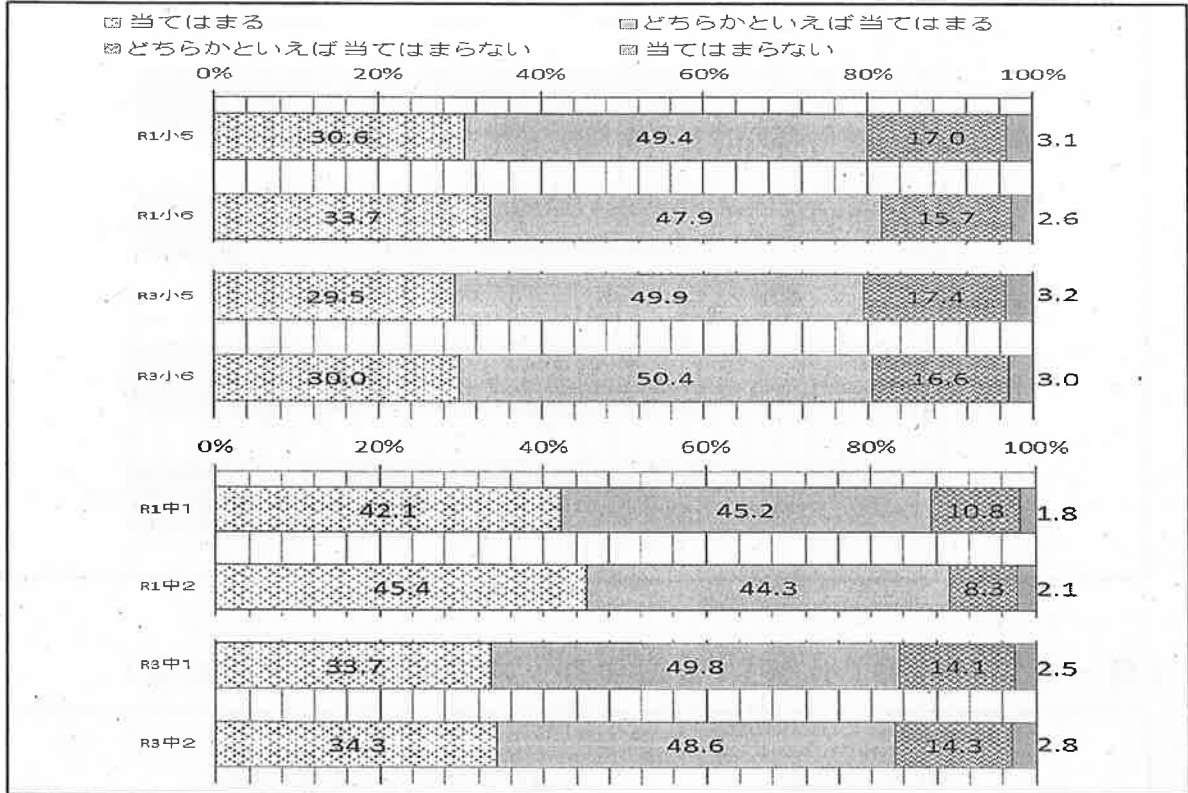 当てはまる どちらかといえば当てはまる
どちらかといえば当てはまらない 当てはまらない
0% 20% 40% 60% 80% 100%
R1小5 30.6 49.4 17.0 3.1
R1小6 33.7 47.9 15.7 2.6
R3小5 29.5 49.9 17.4 3.2
R3小6 30.0 50.4 16.6 3.0
0% 20% 40% 60% 80% 100%
R1中1 42.1 45.2 10.8 1.8
R1中2 45.4 44.3 8.3 2.1
R3中1 33.7 49.8 14.1 2.5
R3中2 34.3 48.6 14.3 2.8